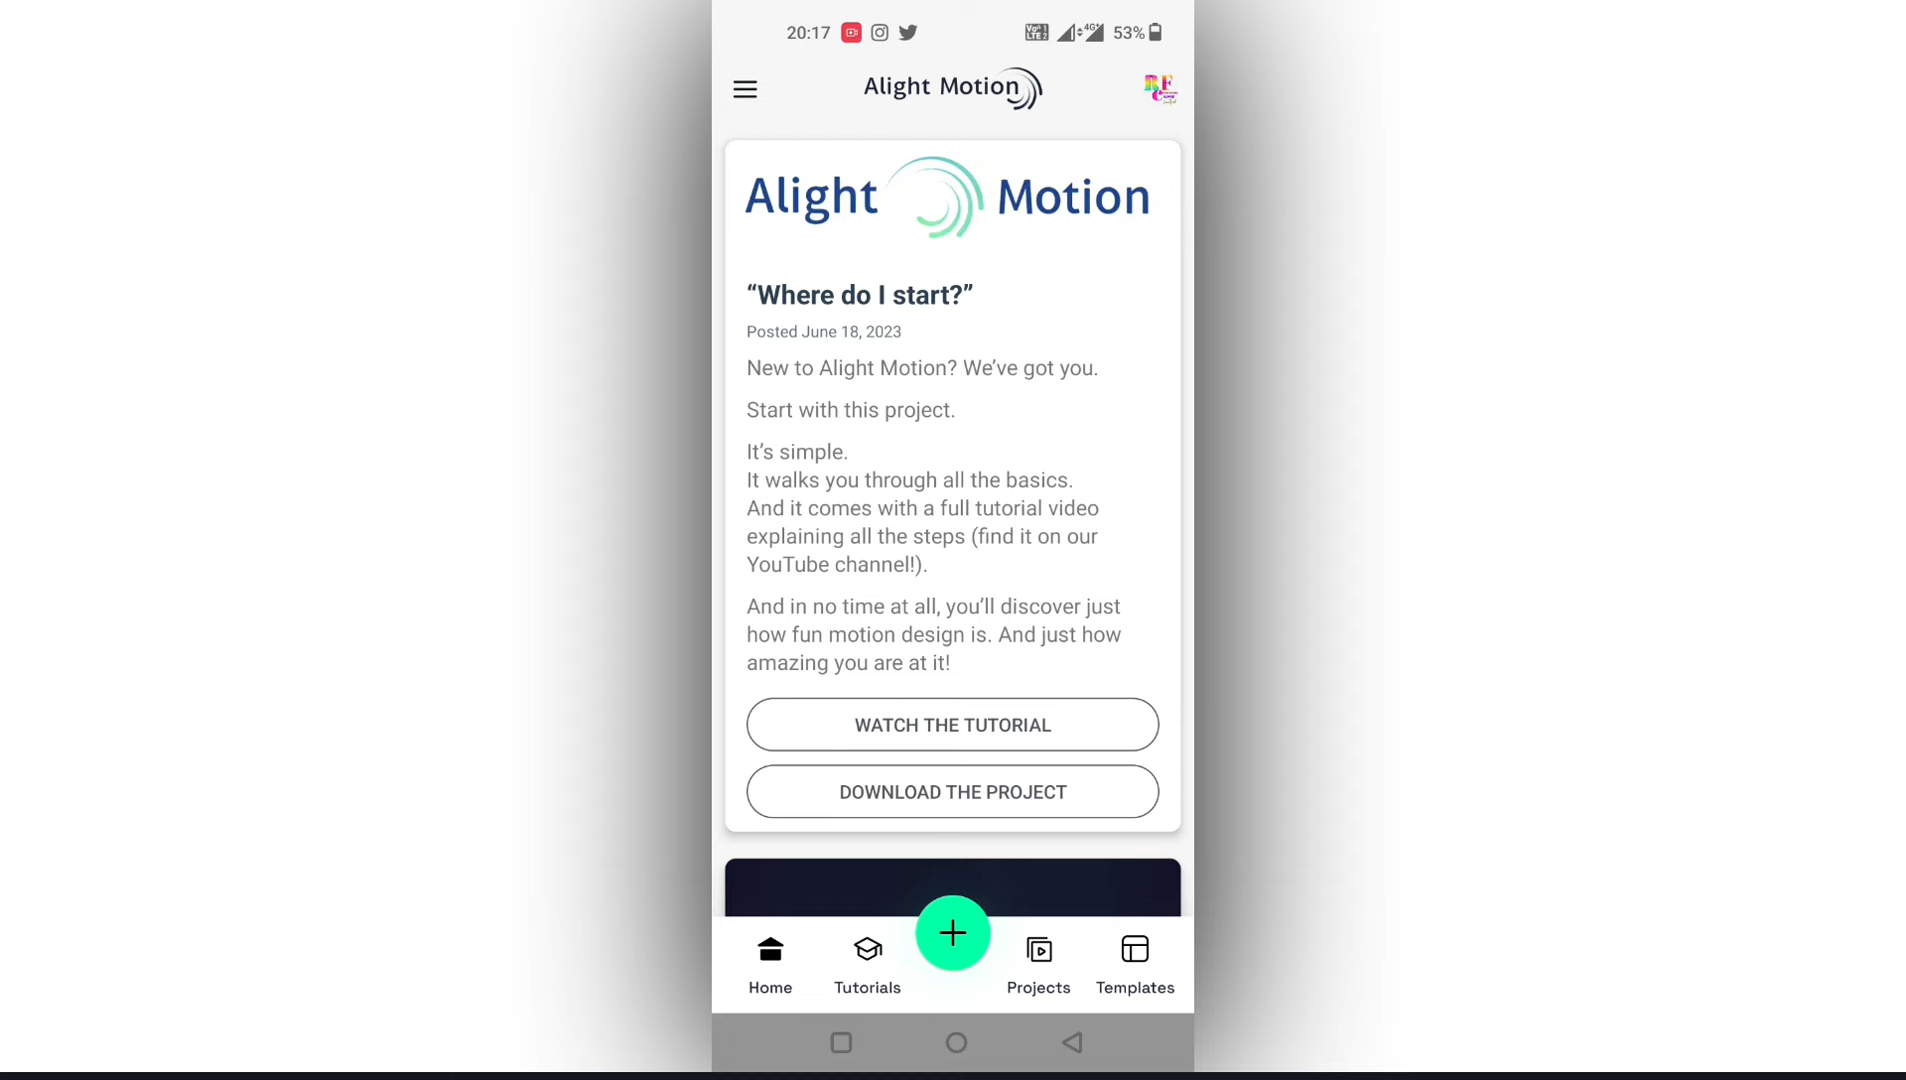 20:17
4G+
53%
Alight Motion
Alight Motion
“Where do I start?”
Posted June 18, 2023
New to Alight Motion? We’ve got you.
Start with this project.
It’s simple.
It walks you through all the basics.
And it comes with a full tutorial video
explaining all the steps (find it on our
YouTube channel!).
And in no time at all, you’ll discover just
how fun motion design is. And just how
amazing you are at it!
WATCH THE TUTORIAL
DOWNLOAD THE PROJECT
Home
Tutorials
Projects
Templates